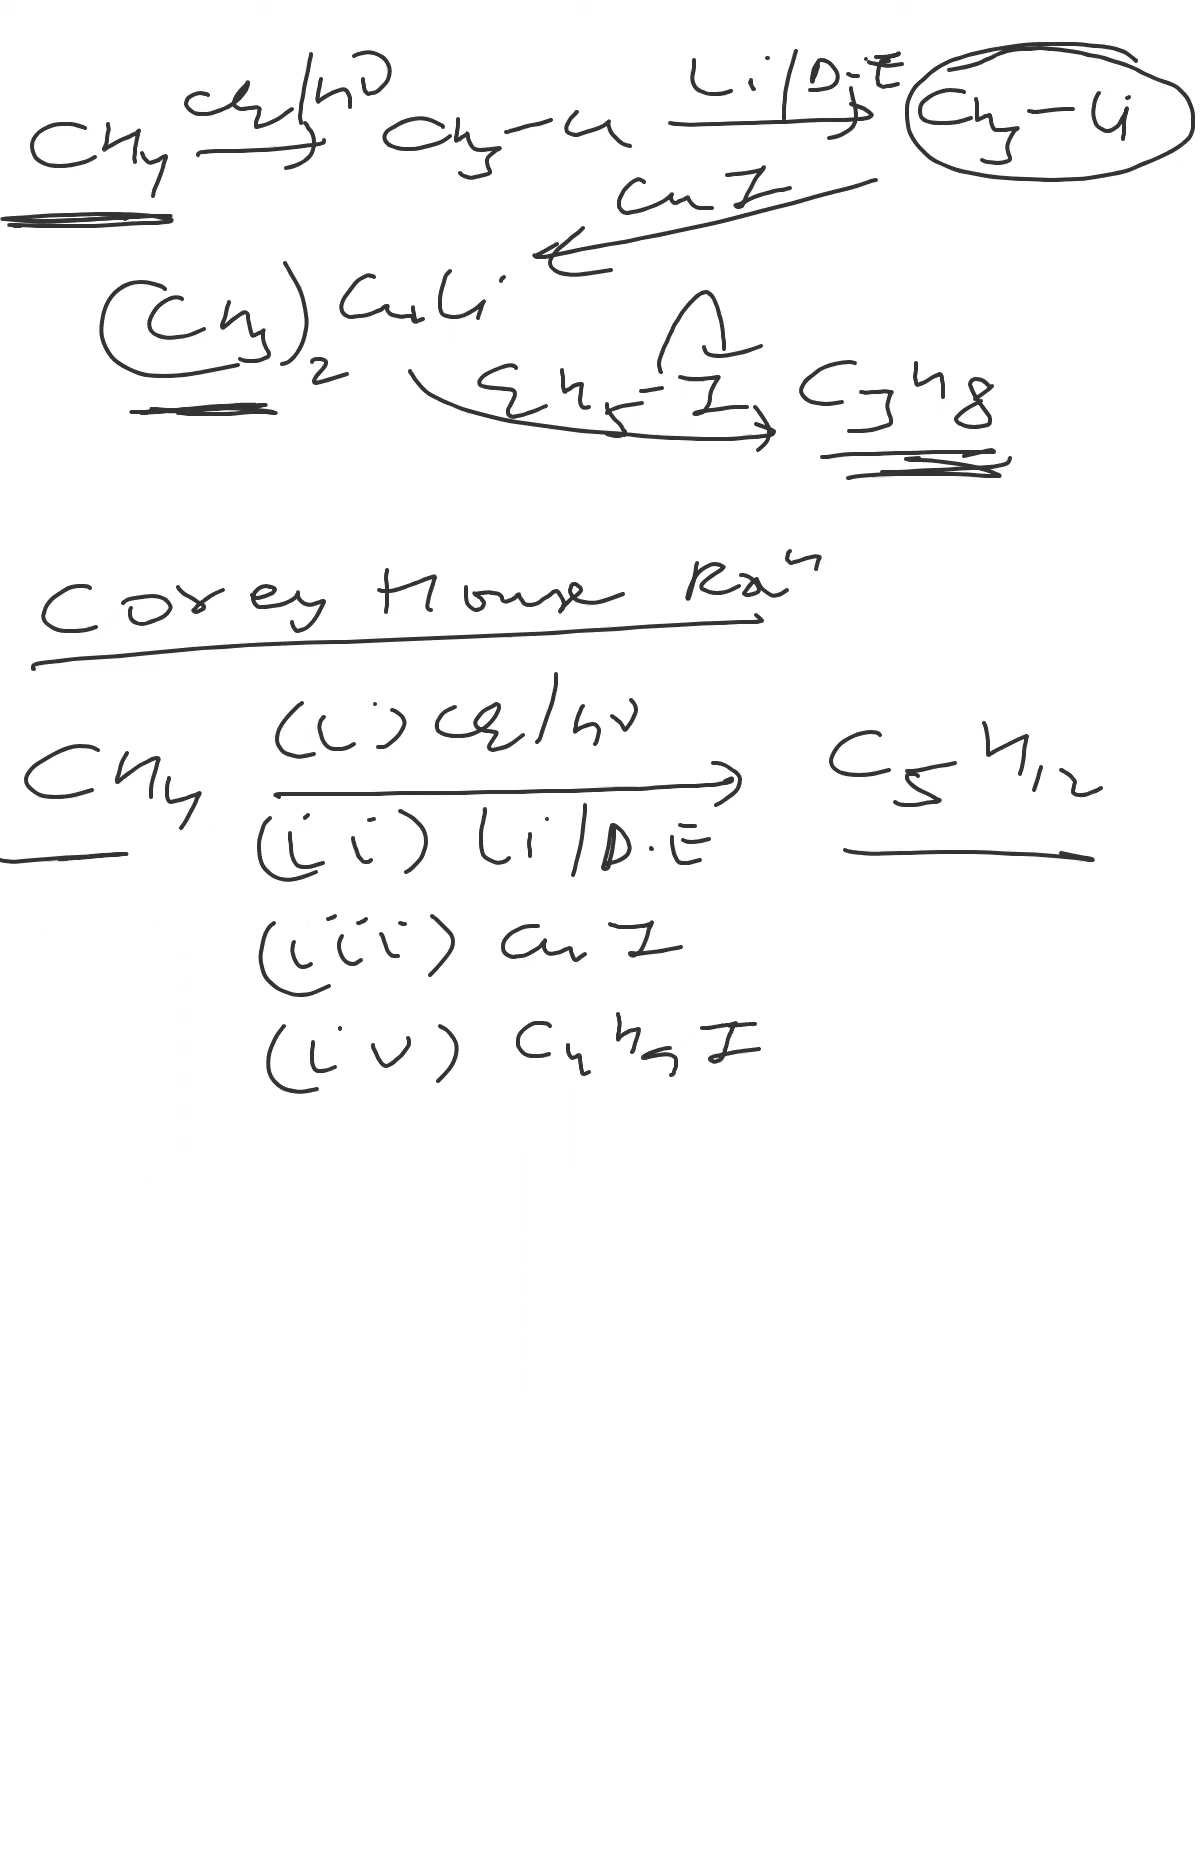 CH4 Cl2/hν → CH3–Cl Li/D.E → CH3–Li
CuI
(CH3)2 CuLi C2H5–I → C3H8
Corey House Rxn
CH4 (i) Cl2/hν → C5H12
(ii) Li/D.E
(iii) CuI
(iv) C4H9I